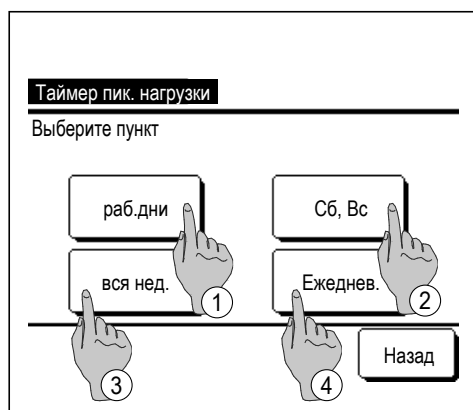 Таймер пик. нагрузки
Выберите пункт
раб.дни
Сб, Вс
1
2
вся нед.
Ежеднев.
3
4
Назад